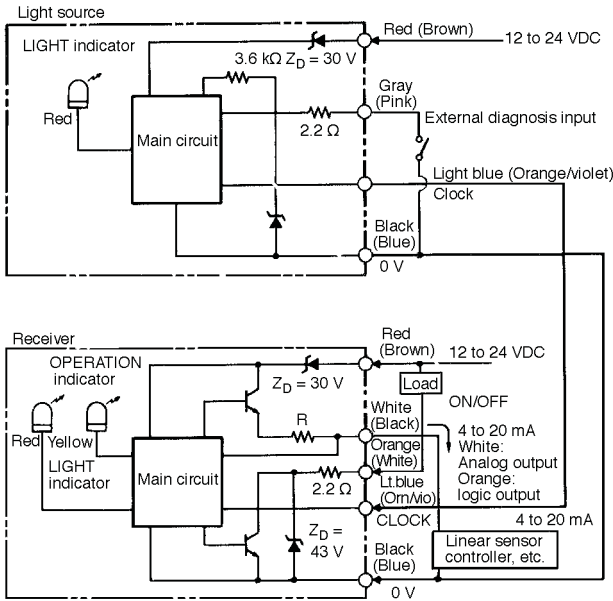 Light source
Red (Brown)
12 to 24 VDC
LIGHT indicator
3.6 kΩ Z_D = 30 V
Gray
(Pink)
Red
Main circuit
2.2 Ω
External diagnosis input
Light blue (Orange/violet)
Clock
Black
(Blue)
0 V
Receiver
Red
(Brown)
12 to 24 VDC
OPERATION
indicator
Z_D = 30 V
Load
ON/OFF
White
(Black)
R
4 to 20 mA
White:
Analog output
Orange:
logic output
Red
Yellow
Orange
(White)
LIGHT
indicator
Main circuit
2.2 Ω
Lt.blue
(Orn/vio)
CLOCK
4 to 20 mA
Z_D =
43 V
Linear sensor
controller, etc.
Black
(Blue)
0 V